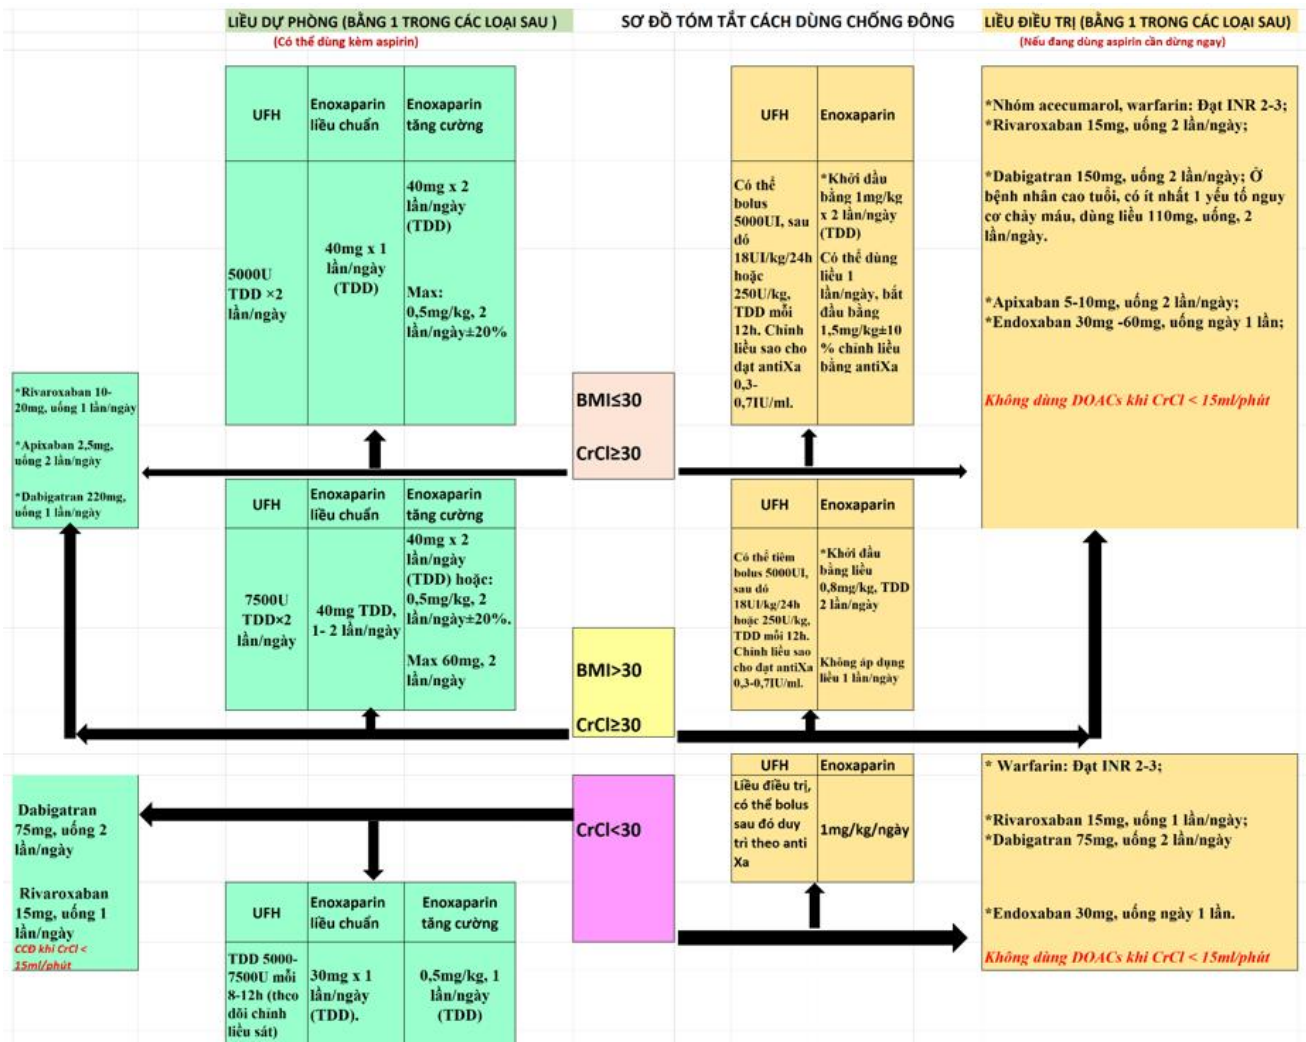 LIỀU DỰ PHÒNG (BẰNG 1 TRONG CÁC LOẠI SAU )
(Có thể dùng kèm aspirin)
SƠ ĐỒ TÓM TẮT CÁCH DÙNG CHỐNG ĐÔNG
LIỀU ĐIỀU TRỊ (BẰNG 1 TRONG CÁC LOẠI SAU)
(Nếu đang dùng aspirin cần dừng ngay)
UFH
Enoxaparin
liều chuẩn
Enoxaparin
tăng cường
5000U
TDD ×2
lần/ngày
40mg x 1
lần/ngày
(TDD)
40mg x 2
lần/ngày
(TDD)
Max:
0,5mg/kg, 2
lần/ngày±20%
UFH
Enoxaparin
Có thể
bolus
5000UI, sau
dó
18UI/kg/24h
hoặc
250U/kg,
TDD mỗi
12h. Chỉnh
liều sao cho
đạt antiXa
0,3-
0,7IU/ml.
*Khởi đầu
bằng 1mg/kg
x 2 lần/ngày
(TDD)
Có thể dùng
liều 1
lần/ngày, bắt
đầu bằng
1,5mg/kg±10
% chỉnh liều
bằng antiXa
*Nhóm acecumarol, warfarin: Đạt INR 2-3;
*Rivaroxaban 15mg, uống 2 lần/ngày;
*Dabigatran 150mg, uống 2 lần/ngày; Ở
bệnh nhân cao tuổi, có ít nhất 1 yếu tố nguy
cơ chảy máu, dùng liều 110mg, uống, 2
lần/ngày.
*Apixaban 5-10mg, uống 2 lần/ngày;
*Endoxaban 30mg -60mg, uống ngày 1 lần;
Không dùng DOACs khi CrCl < 15ml/phút
*Rivaroxaban 10-
20mg, uống 1 lần/ngày
*Apixaban 2,5mg,
uống 2 lần/ngày
*Dabigatran 220mg,
uống 1 lần/ngày
BMI≤30
CrCl≥30
UFH
Enoxaparin
liều chuẩn
Enoxaparin
tăng cường
7500U
TDD×2
lần/ngày
40mg TDD,
1- 2 lần/ngày
40mg x 2
lần/ngày
(TDD) hoặc:
0,5mg/kg, 2
lần/ngày±20%.
Max 60mg, 2
lần/ngày
BMI>30
CrCl≥30
UFH
Enoxaparin
Có thể tiêm
bolus 5000UI,
sau dó
18UI/kg/24h
hoặc 250U/kg,
TDD mỗi 12h.
Chỉnh liều sao
cho đạt antiXa
0,3-0,7IU/ml.
*Khởi đầu
bằng liều
0,8mg/kg, TDD
2 lần/ngày
Không áp dụng
liều 1 lần/ngày
Dabigatran
75mg, uống 2
lần/ngày
Rivaroxaban
15mg, uống 1
lần/ngày
CCĐ khi CrCl <
15ml/phút
CrCl<30
UFH
Enoxaparin
Liều điều trị,
có thể bolus
sau đó duy
trì theo anti
Xa
1mg/kg/ngày
* Warfarin: Đạt INR 2-3;
*Rivaroxaban 15mg, uống 1 lần/ngày;
*Dabigatran 75mg, uống 2 lần/ngày
*Endoxaban 30mg, uống ngày 1 lần.
Không dùng DOACs khi CrCl < 15ml/phút
UFH
Enoxaparin
liều chuẩn
Enoxaparin
tăng cường
TDD 5000-
7500U mỗi
8-12h (theo
dõi chỉnh
liều sát)
30mg x 1
lần/ngày
(TDD).
0,5mg/kg, 1
lần/ngày
(TDD)